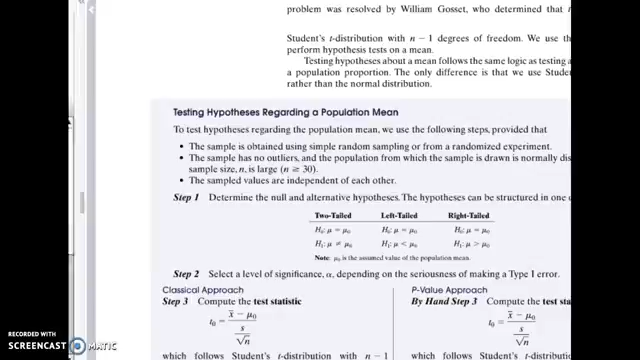 problem was resolved by William Gosset, who determined that
Student's t-distribution with n − 1 degrees of freedom. We use the
perform hypothesis tests on a mean.
Testing hypotheses about a mean follows the same logic as testing a
a population proportion. The only difference is that we use Studen
rather than the normal distribution.
Testing Hypotheses Regarding a Population Mean
To test hypotheses regarding the population mean, we use the following steps, provided that
• The sample is obtained using simple random sampling or from a randomized experiment.
• The sample has no outliers, and the population from which the sample is drawn is normally dis
sample size, n, is large (n ≥ 30).
• The sampled values are independent of each other.
Step 1 Determine the null and alternative hypotheses. The hypotheses can be structured in one o
Two-Tailed Left-Tailed Right-Tailed
H₀: μ = μ₀ H₀: μ = μ₀ H₀: μ = μ₀
H₁: μ ≠ μ₀ H₁: μ < μ₀ H₁: μ > μ₀
Note: μ₀ is the assumed value of the population mean.
Step 2 Select a level of significance, α, depending on the seriousness of making a Type I error.
Classical Approach
Step 3 Compute the test statistic
t₀ = (x̄ − μ₀) / (s/√n)
which follows Student's t-distribution with n − 1
P-Value Approach
By Hand Step 3 Compute the test sta
t₀ = (x̄ − μ₀) / (s/√n)
which follows Student's t-distribut
RECORDED WITH
SCREENCAST MATIC